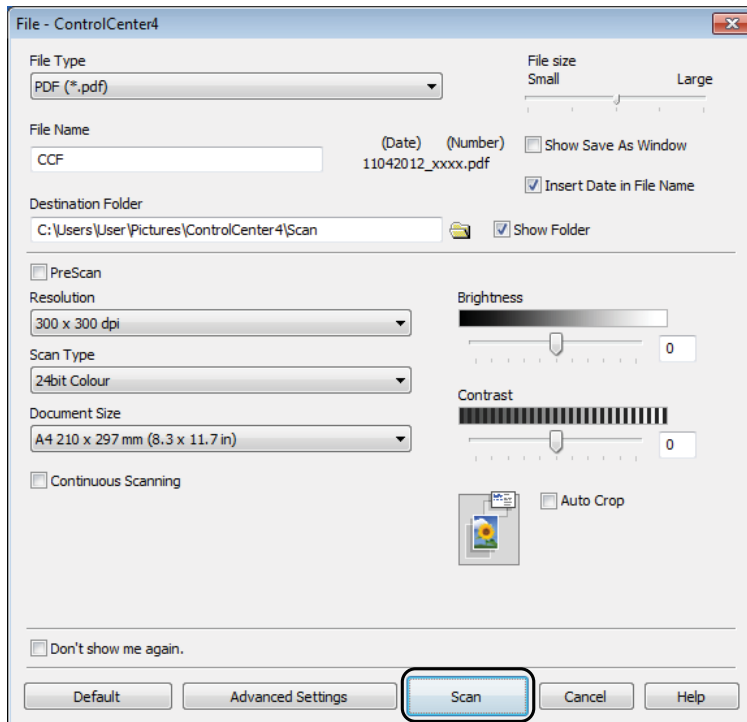 File - ControlCenter4
File Type
PDF (*.pdf)
File size
Small Large
File Name
CCF
(Date) (Number)
11042012_xxxx.pdf
Show Save As Window
Insert Date in File Name
Destination Folder
C:\Users\User\Pictures\ControlCenter4\Scan
Show Folder
PreScan
Resolution
300 x 300 dpi
Scan Type
24bit Colour
Document Size
A4 210 x 297 mm (8.3 x 11.7 in)
Continuous Scanning
Brightness
0
Contrast
0
Auto Crop
Don't show me again.
Default Advanced Settings Scan Cancel Help